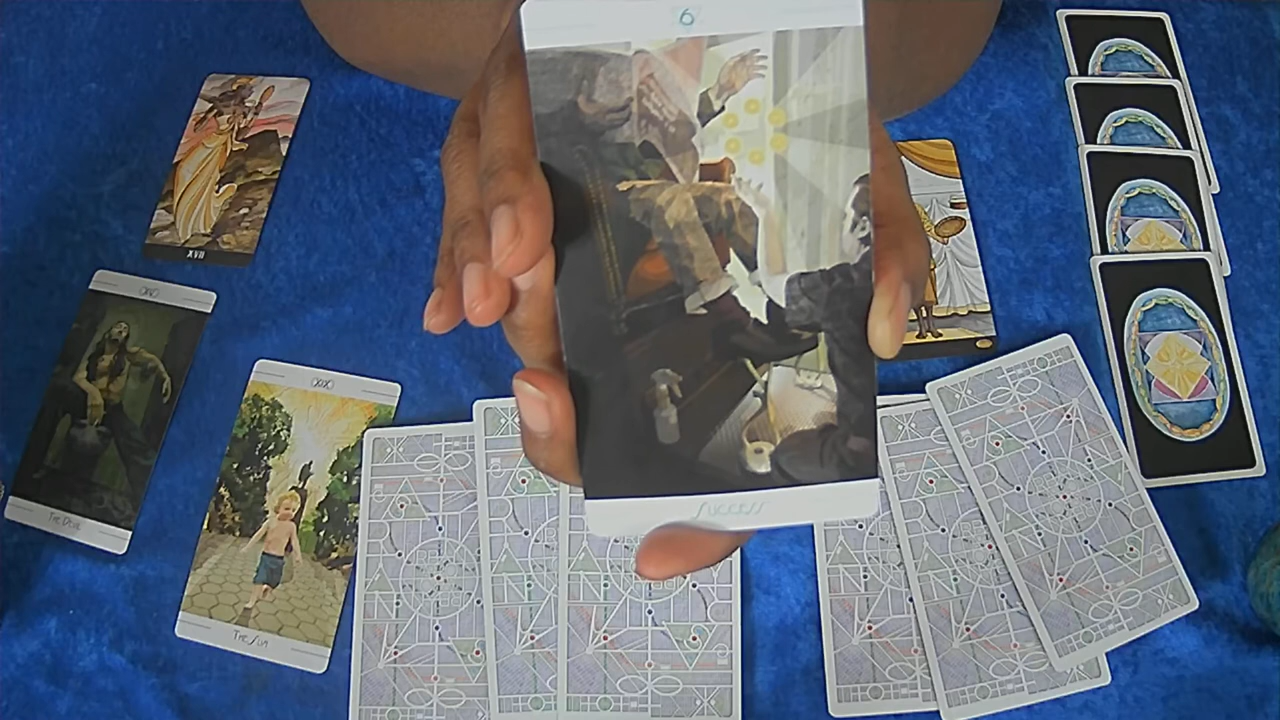 6
SUCCESS
XVII
THE DEVIL
XIX
THE SUN